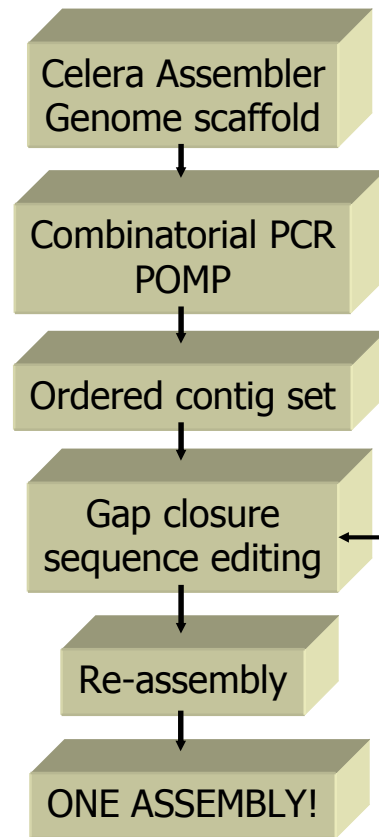 Celera Assembler
Genome scaffold
Combinatorial PCR
POMP
Ordered contig set
Gap closure
sequence editing
Re-assembly
ONE ASSEMBLY!